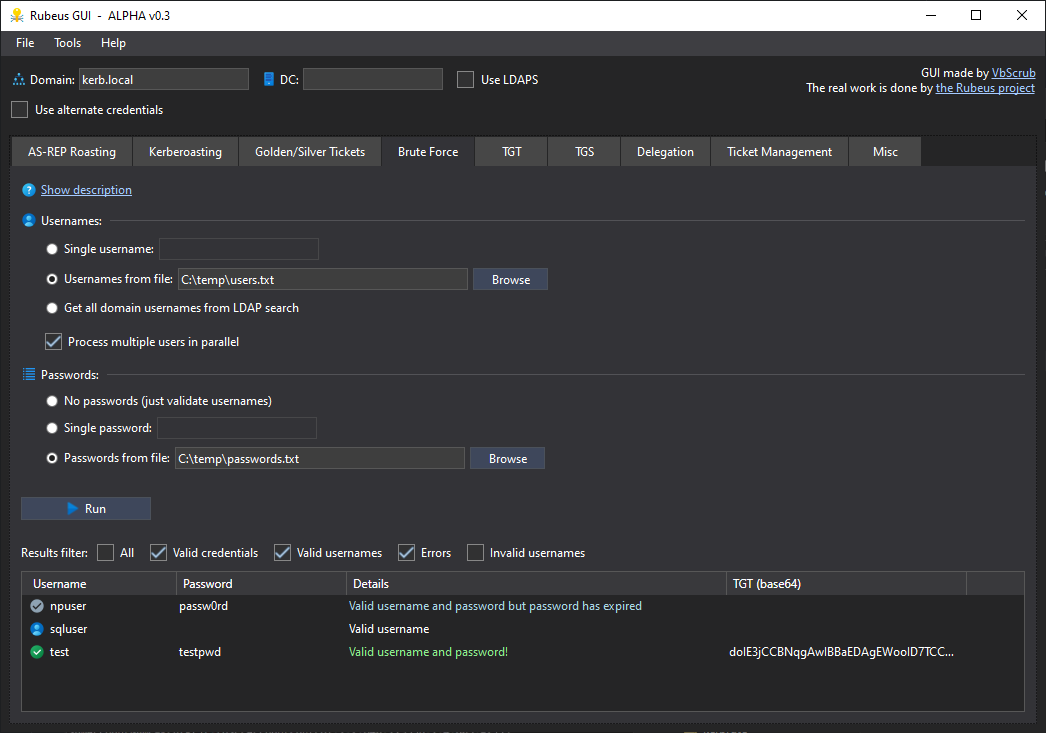 Rubeus GUI - ALPHA v0.3
File Tools Help
Domain: kerb.local DC: Use LDAPS
GUI made by VbScrub
The real work is done by the Rubeus project
Use alternate credentials
AS-REP Roasting Kerberoasting Golden/Silver Tickets Brute Force TGT TGS Delegation Ticket Management Misc
? Show description
Usernames:
Single username:
Usernames from file: C:\temp\users.txt Browse
Get all domain usernames from LDAP search
Process multiple users in parallel
Passwords:
No passwords (just validate usernames)
Single password:
Passwords from file: C:\temp\passwords.txt Browse
Run
Results filter: All Valid credentials Valid usernames Errors Invalid usernames
Username Password Details TGT (base64)
npuser passw0rd Valid username and password but password has expired
sqluser Valid username
test testpwd Valid username and password! doIE3jCCBNqgAwIBBaEDAgEWooID7TCC...